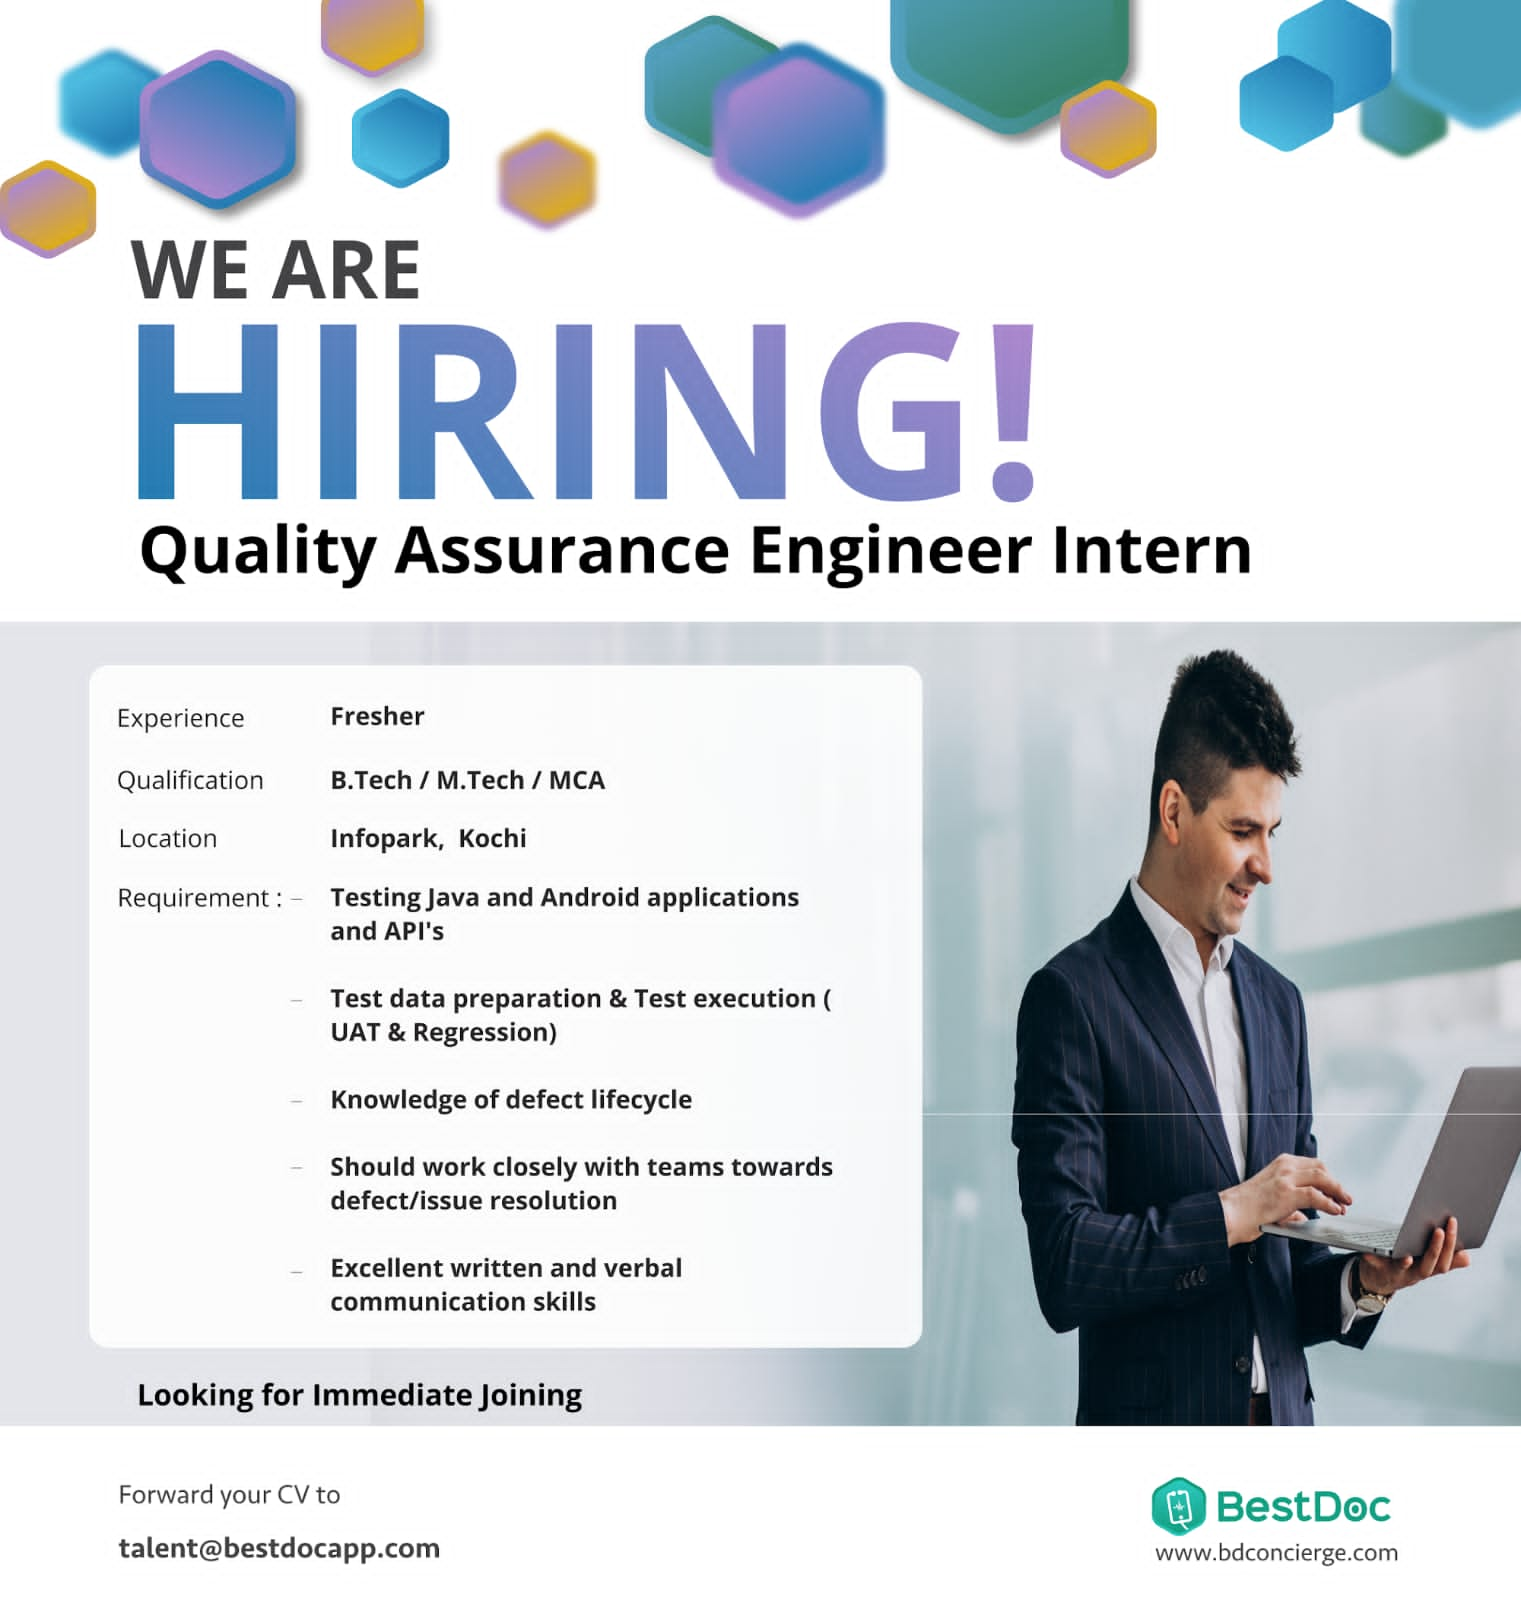 WE ARE
HIRING!
Quality Assurance Engineer Intern
Experience Fresher
Qualification B.Tech / M.Tech / MCA
Location Infopark, Kochi
Requirement : – Testing Java and Android applications
and API's
– Test data preparation & Test execution (
UAT & Regression)
– Knowledge of defect lifecycle
– Should work closely with teams towards
defect/issue resolution
– Excellent written and verbal
communication skills
Looking for Immediate Joining
Forward your CV to
talent@bestdocapp.com
BestDoc
www.bdconcierge.com